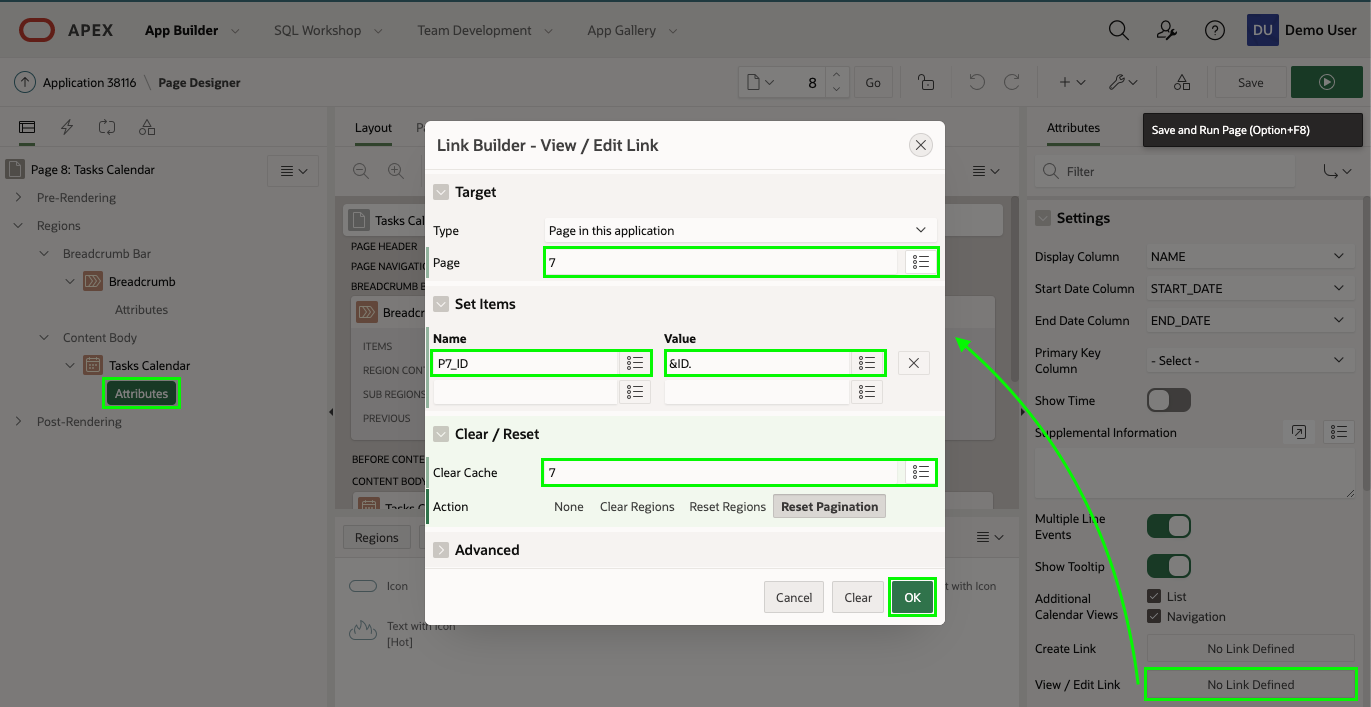 APEX App Builder SQL Workshop Team Development App Gallery DU Demo User
Application 38116 \ Page Designer 8 Go Save
Save and Run Page (Option+F8)
Page 8: Tasks Calendar
Pre-Rendering
Regions
Breadcrumb Bar
Breadcrumb
Attributes
Content Body
Tasks Calendar
Attributes
Post-Rendering
Layout
Tasks Cal
PAGE HEADER
PAGE NAVIGATIO
BREADCRUMB B
Breadcr
ITEMS
REGION CON
SUB REGIONS
PREVIOUS
BEFORE CONTE
CONTENT BODY
Tasks C
Regions
Icon
Text with Icon
[Hot]
t with Icon
Link Builder - View / Edit Link
Target
Type Page in this application
Page 7
Set Items
Name Value
P7_ID &ID.
Clear / Reset
Clear Cache 7
Action None Clear Regions Reset Regions Reset Pagination
Advanced
Cancel Clear OK
Attributes
Filter
Settings
Display Column NAME
Start Date Column START_DATE
End Date Column END_DATE
Primary Key
Column
- Select -
Show Time
Supplemental Information
Multiple Line
Events
Show Tooltip
Additional
Calendar Views
List
Navigation
Create Link No Link Defined
View / Edit Link No Link Defined